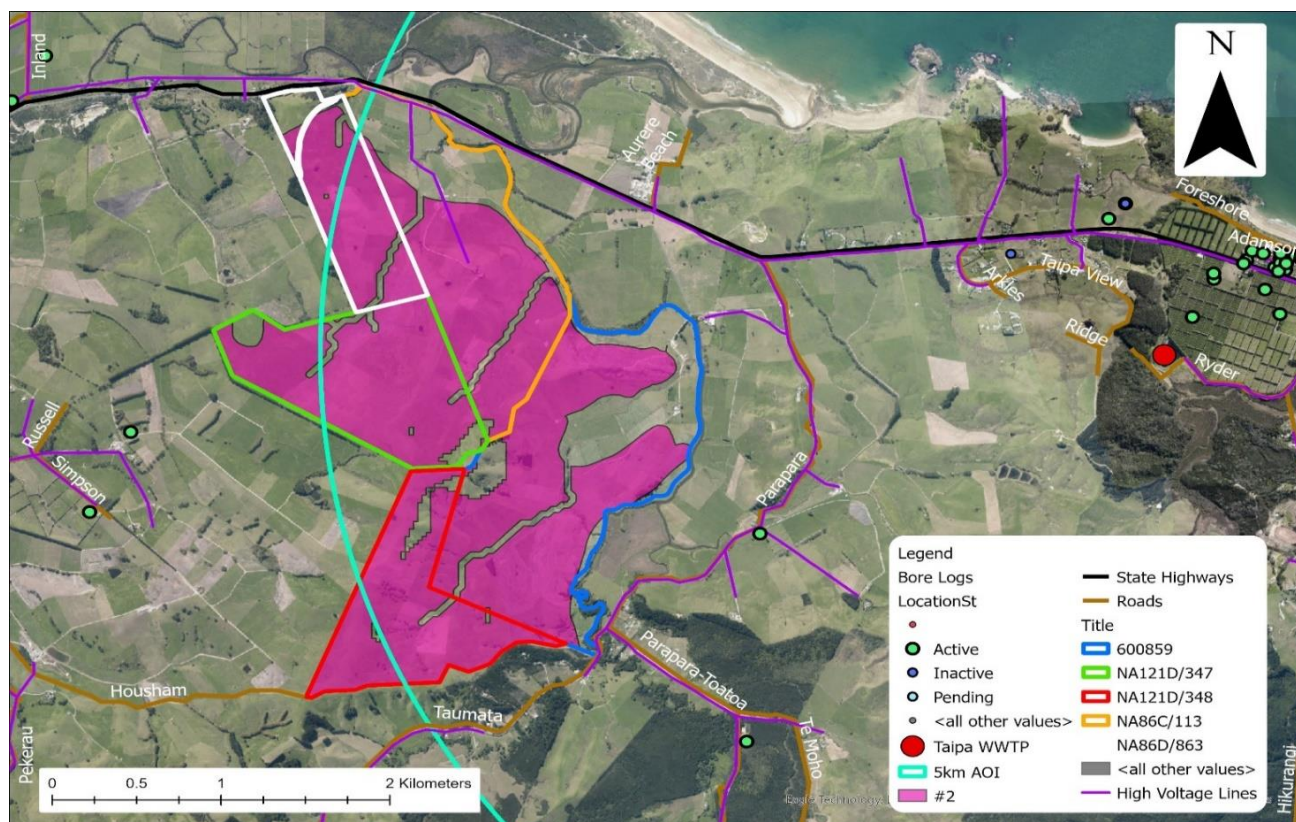 N
Inland
Aurere
Beach
Foreshore
Adamson
Arkles
Taipa View
Ridge
Ryder
Russell
Simpson
Parapara
Housham
Taumata
Parapara-Toatoa
Te Moho
Pekerau
Hikurangi
Legend
Bore Logs
LocationSt
Active
Inactive
Pending
<all other values>
Taipa WWTP
5km AOI
#2
State Highways
Roads
Title
600859
NA121D/347
NA121D/348
NA86C/113
NA86D/863
<all other values>
High Voltage Lines
0 0.5 1 2 Kilometers